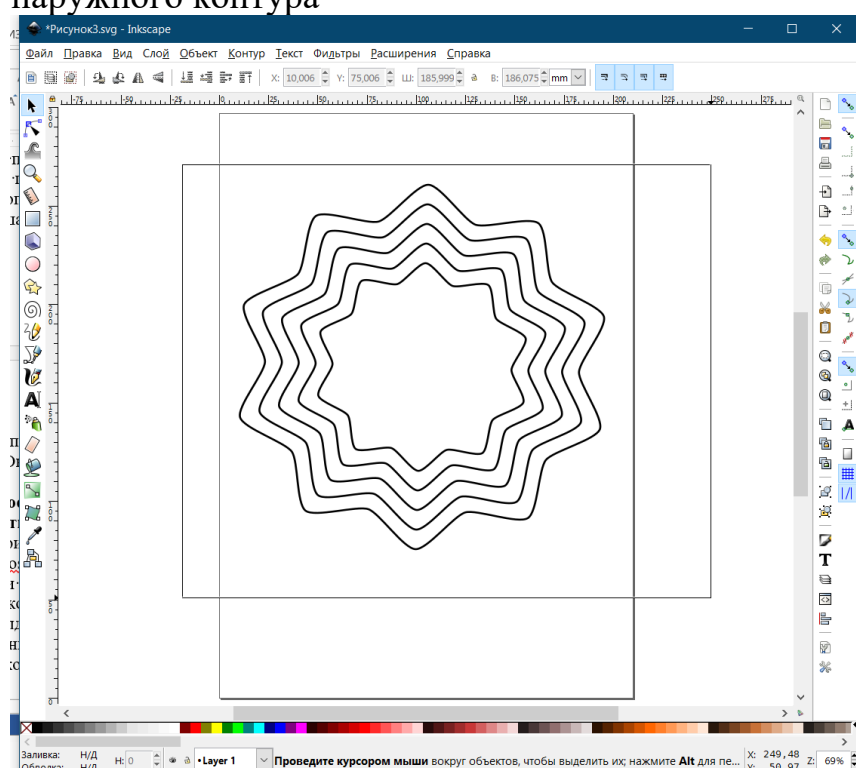 наружного контура
*Рисунок3.svg - Inkscape
Файл Правка Вид Слой Объект Контур Текст Фильтры Расширения Справка
X: 10,006 Y: 75,006 Ш: 185,999 В: 186,075 mm
Заливка: Н/Д
Обводка: Н/Д
Н: 0
•Layer 1
Проведите курсором мыши вокруг объектов, чтобы выделить их; нажмите Alt для пе...
X: 249,48
Y: 50,97
Z: 69%